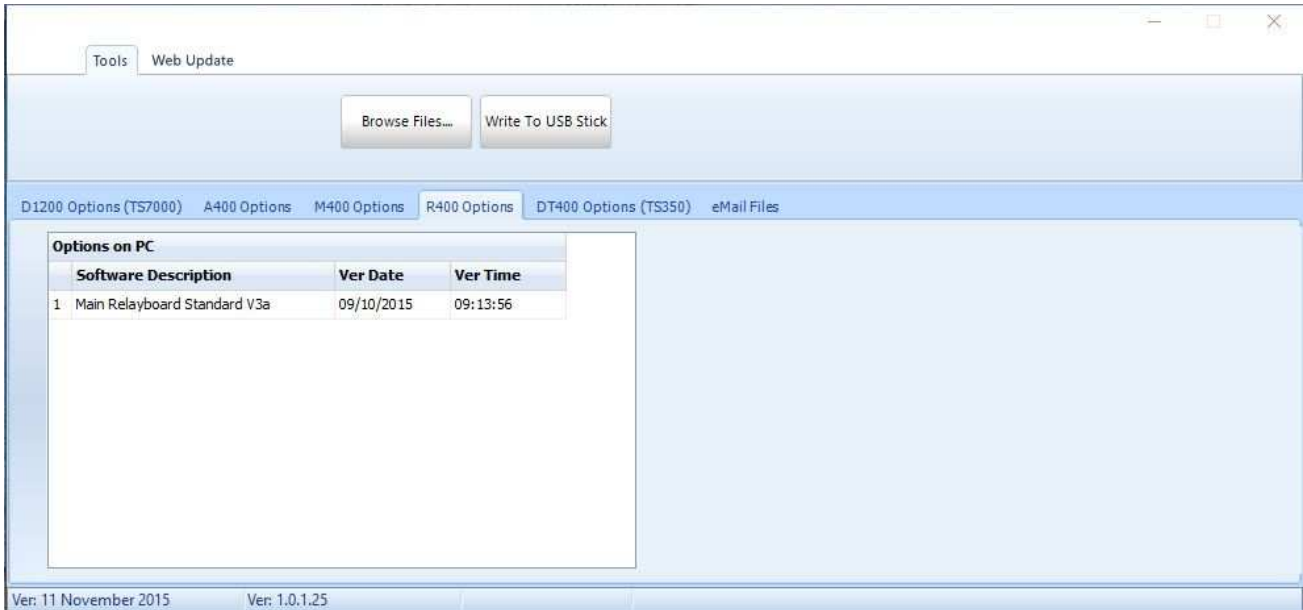 Tools Web Update
Browse Files.... Write To USB Stick
D1200 Options (TS7000) A400 Options M400 Options R400 Options DT400 Options (TS350) eMail Files
Options on PC
Software Description Ver Date Ver Time
1 Main Relayboard Standard V3a 09/10/2015 09:13:56
Ver: 11 November 2015 Ver: 1.0.1.25